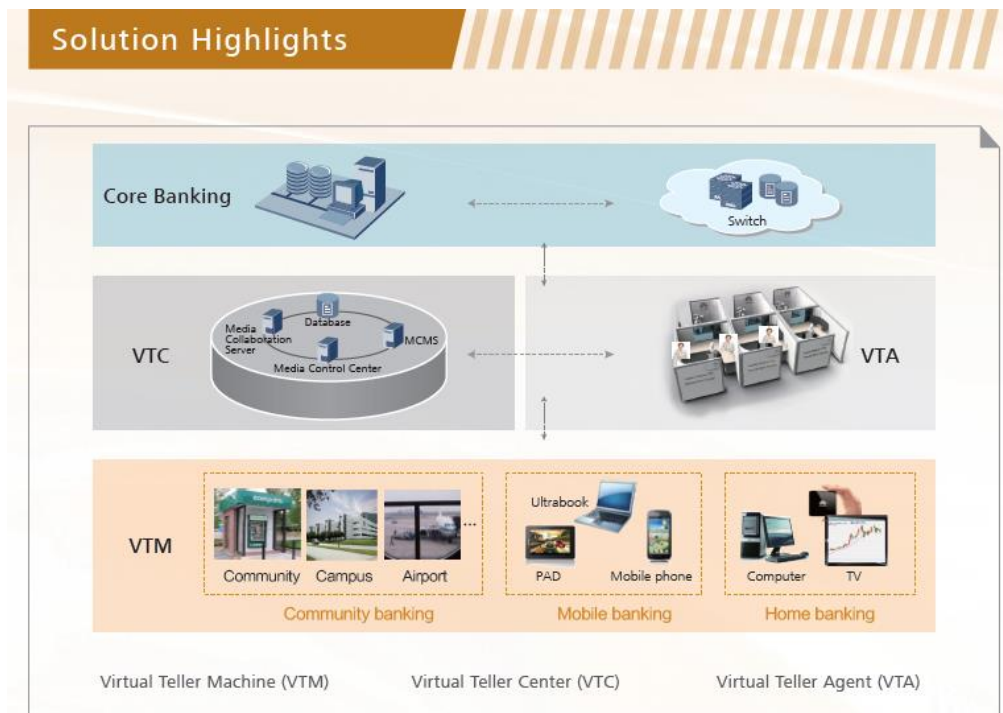 Solution Highlights
Core Banking
Switch
VTC
Media
Collaboration
Server
Database
MCMS
Media Control Center
VTA
VTM
Community
Campus
Airport
...
Community banking
Ultrabook
PAD
Mobile phone
Mobile banking
Computer
TV
Home banking
Virtual Teller Machine (VTM)
Virtual Teller Center (VTC)
Virtual Teller Agent (VTA)